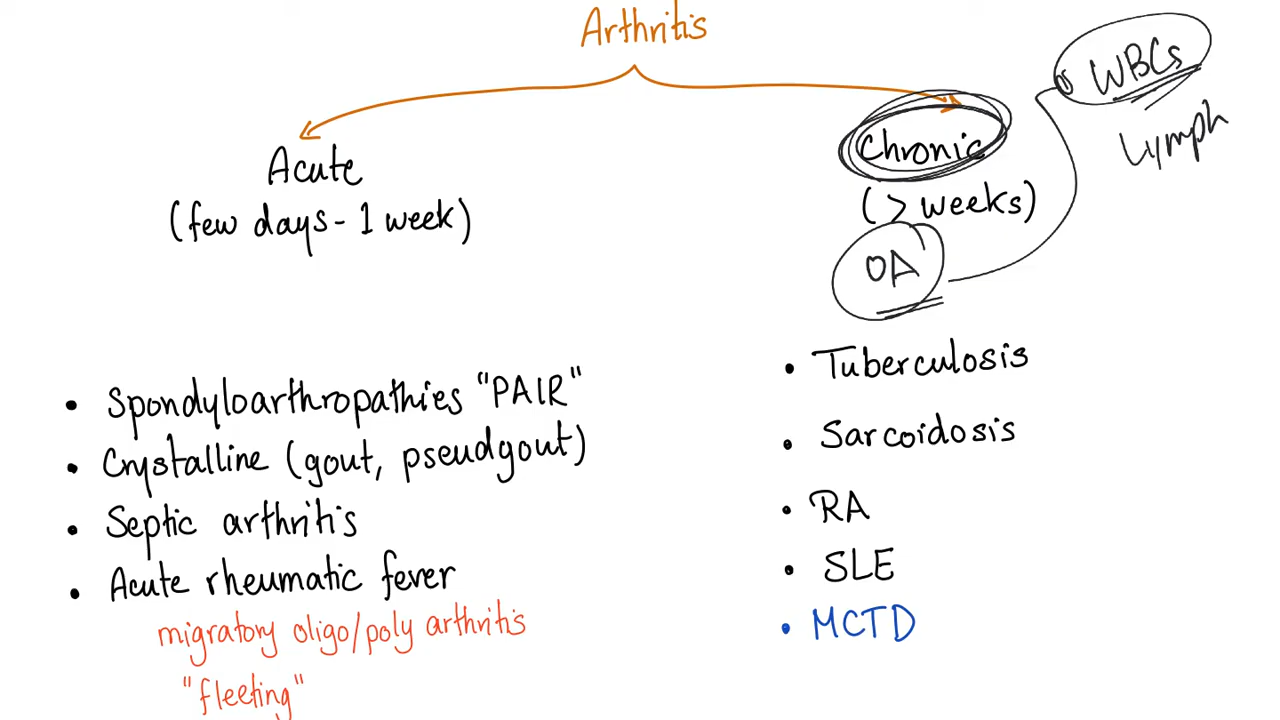 Arthritis
Acute
(few days - 1 week)
• Spondyloarthropathies "PAIR"
• Crystalline (gout, pseudgout)
• Septic arthritis
• Acute rheumatic fever
migratory oligo/poly arthritis
"fleeting"
Chronic
(> weeks)
OA
WBCs
Lymph
• Tuberculosis
• Sarcoidosis
• RA
• SLE
• MCTD